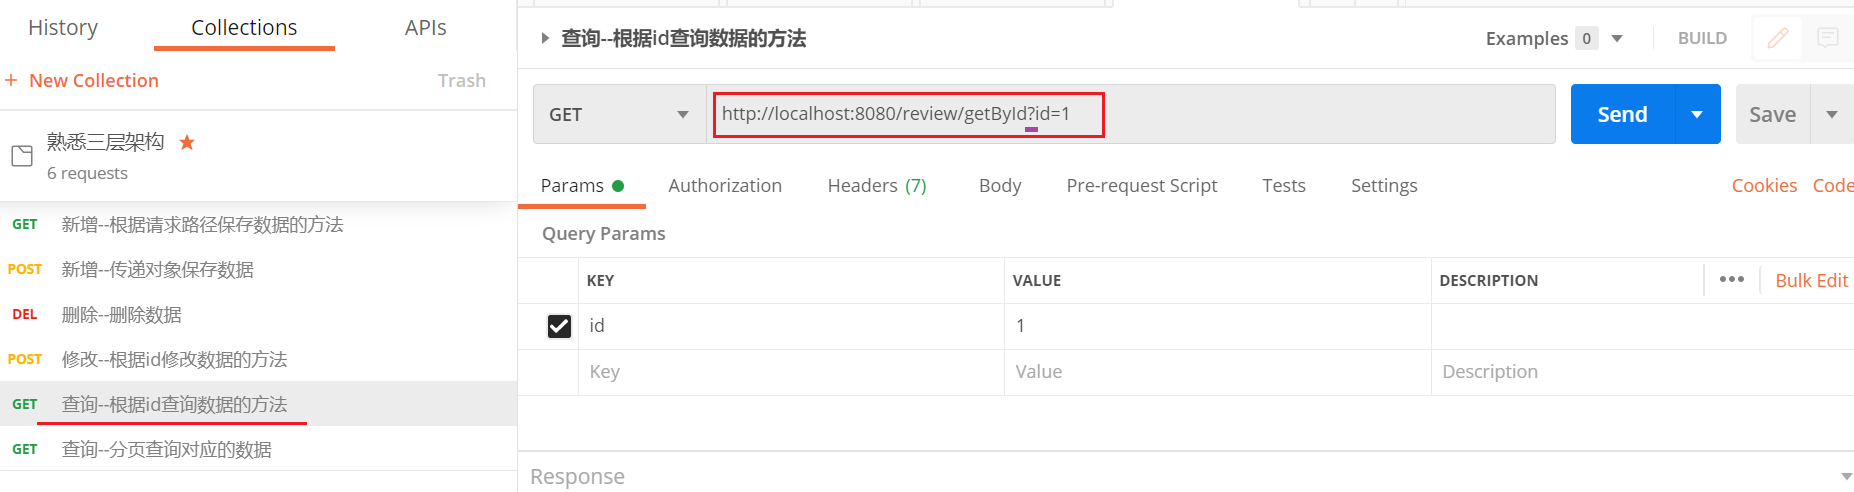 History Collections APIs
+ New Collection Trash
熟悉三层架构
6 requests
GET 新增--根据请求路径保存数据的方法
POST 新增--传递对象保存数据
DEL 删除--删除数据
POST 修改--根据id修改数据的方法
GET 查询--根据id查询数据的方法
GET 查询--分页查询对应的数据
查询--根据id查询数据的方法
Examples 0 BUILD
GET http://localhost:8080/review/getById?id=1 Send Save
Params Authorization Headers (7) Body Pre-request Script Tests Settings Cookies Code
Query Params
KEY VALUE DESCRIPTION ••• Bulk Edit
id 1
Key Value Description
Response